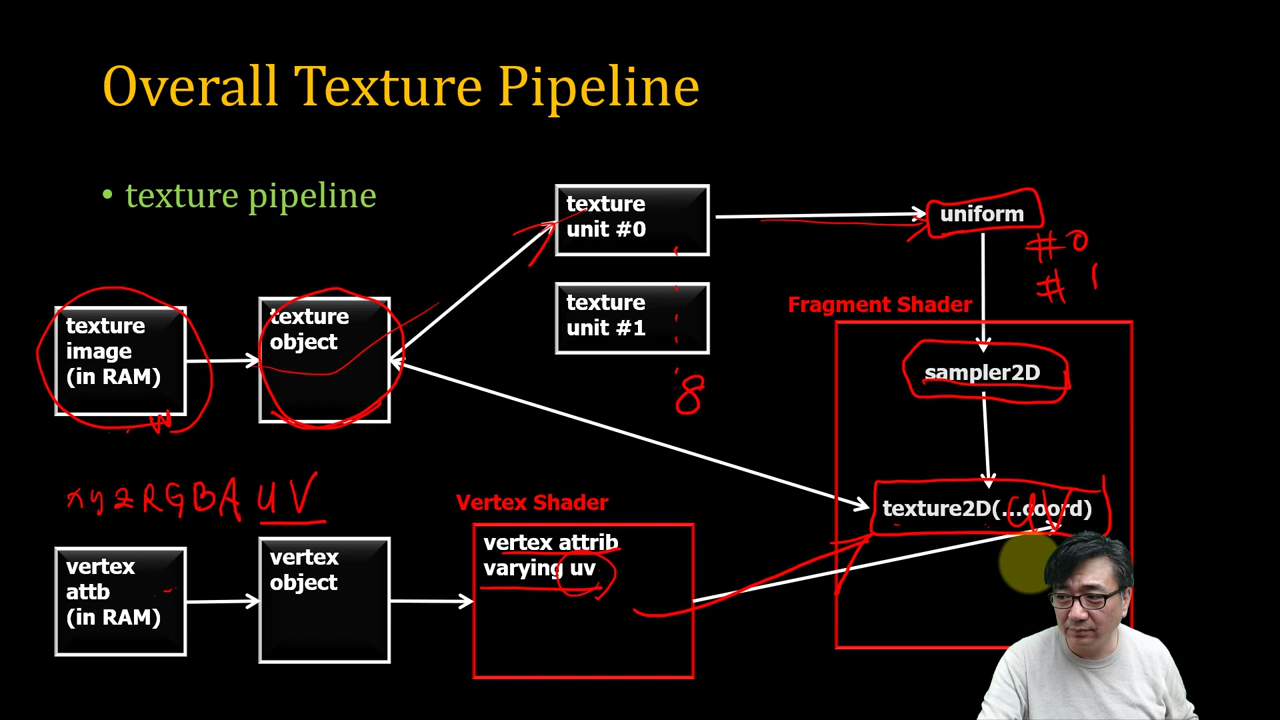 Overall Texture Pipeline
• texture pipeline
texture
unit #0
uniform
#0
#1
texture
unit #1
8
Fragment Shader
texture
image
(in RAM)
texture
object
sampler2D
xyzRGBA UV
Vertex Shader
texture2D(...coord)
uv
vertex attrib
varying uv
vertex
attb
(in RAM)
vertex
object